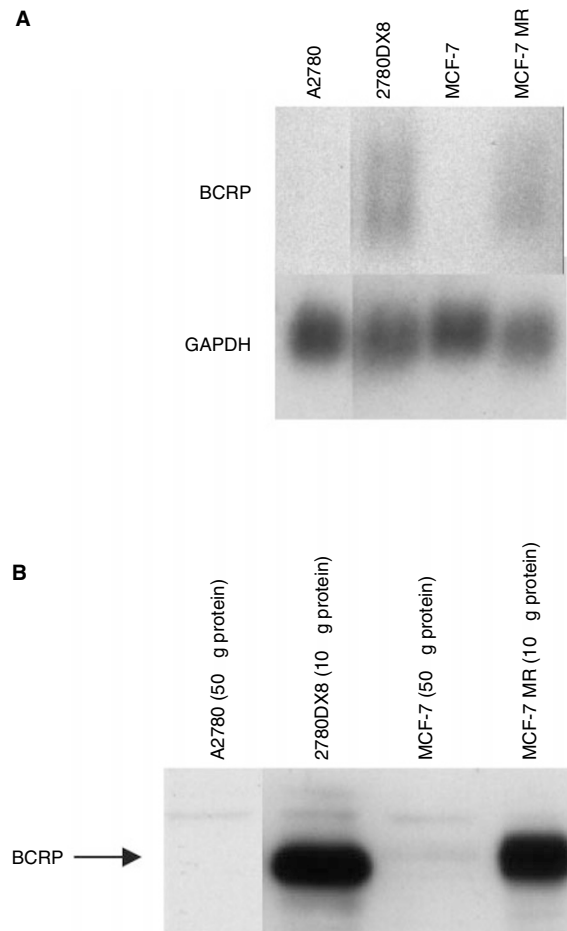 A
A2780
2780DX8
MCF-7
MCF-7 MR
BCRP
GAPDH
B
A2780 (50 g protein)
2780DX8 (10 g protein)
MCF-7 (50 g protein)
MCF-7 MR (10 g protein)
BCRP